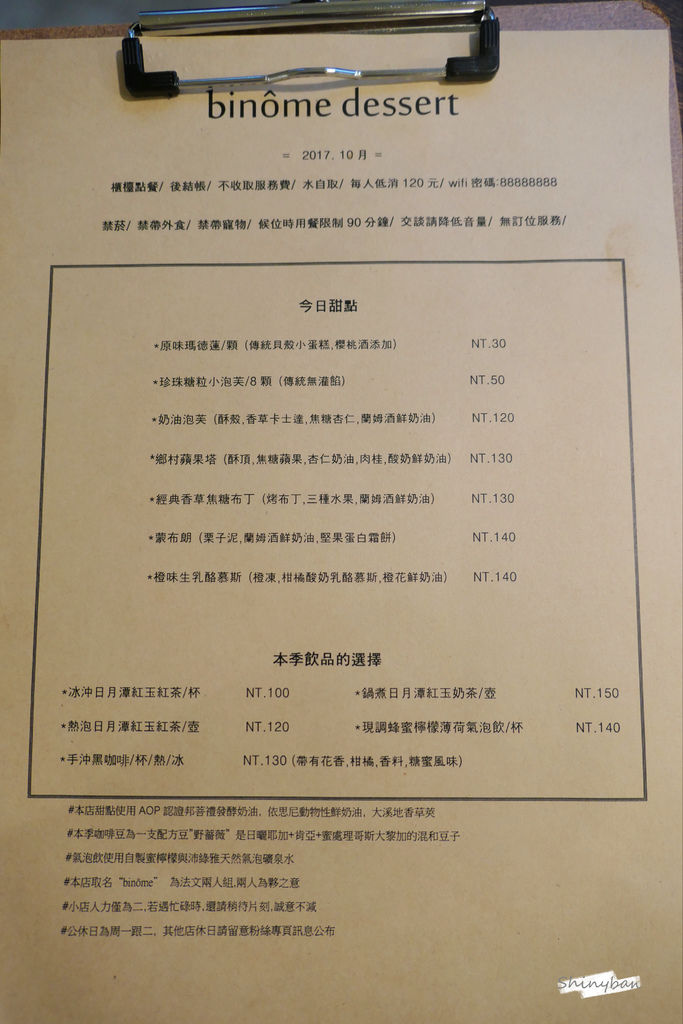 binôme dessert
= 2017. 10 月 =
櫃檯點餐/ 後結帳/ 不收取服務費/ 水自取/ 每人低消 120 元/ wifi 密碼:88888888
禁菸/ 禁帶外食/ 禁帶寵物/ 候位時用餐限制 90 分鐘/ 交談請降低音量/ 無訂位服務/
今日甜點
*原味瑪德蓮/顆 (傳統貝殼小蛋糕,櫻桃酒添加) NT.30
*珍珠糖粒小泡芙/8 顆 (傳統無灌餡) NT.50
*奶油泡芙 (酥殼,香草卡士達,焦糖杏仁,蘭姆酒鮮奶油) NT.120
*鄉村蘋果塔 (酥頂,焦糖蘋果,杏仁奶油,肉桂,酸奶鮮奶油) NT.130
*經典香草焦糖布丁 (烤布丁,三種水果,蘭姆酒鮮奶油) NT.130
*蒙布朗 (栗子泥,蘭姆酒鮮奶油,堅果蛋白霜餅) NT.140
*橙味生乳酪慕斯 (橙凍,柑橘酸奶乳酪慕斯,橙花鮮奶油) NT.140
本季飲品的選擇
*冰沖日月潭紅玉紅茶/杯 NT.100 *鍋煮日月潭紅玉奶茶/壺 NT.150
*熱泡日月潭紅玉紅茶/壺 NT.120 *現調蜂蜜檸檬薄荷氣泡飲/杯 NT.140
*手沖黑咖啡/杯/熱/冰 NT.130 (帶有花香,柑橘,香料,糖蜜風味)
#本店甜點使用 AOP 認證邦菩禮發酵奶油, 依思尼動物性鮮奶油, 大溪地香草莢
#本季咖啡豆為一支配方豆"野薔薇" 是日曬耶加+肯亞+蜜處理哥斯大黎加的混和豆子
#氣泡飲使用自製蜜檸檬與沛綠雅天然氣泡礦泉水
#本店取名 “binôme” 為法文兩人組,兩人為夥之意
#小店人力僅為二,若遇忙碌時,還請稍待片刻,誠意不減
#公休日為周一跟二, 其他店休日請留意粉絲專頁訊息公布
Shinyban